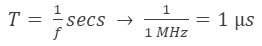 T = 1/f secs → 1/1 MHz = 1 μs